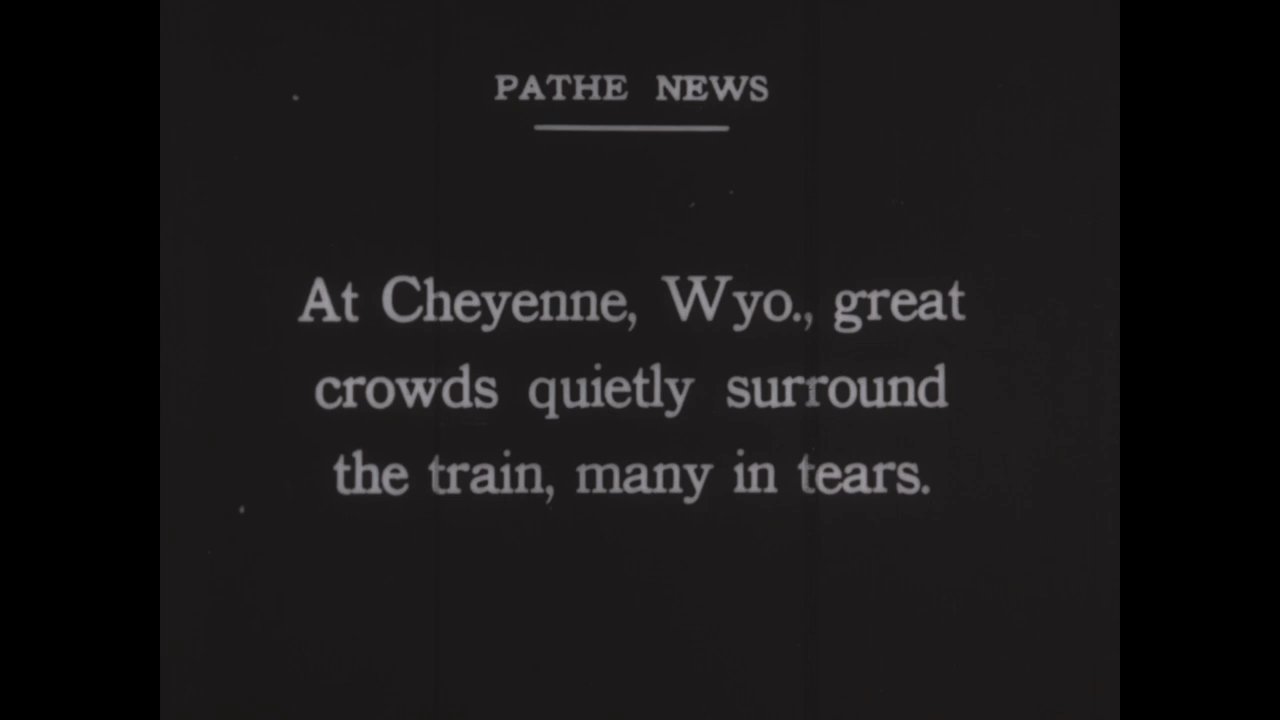 PATHE NEWS
At Cheyenne, Wyo., great
crowds quietly surround
the train, many in tears.